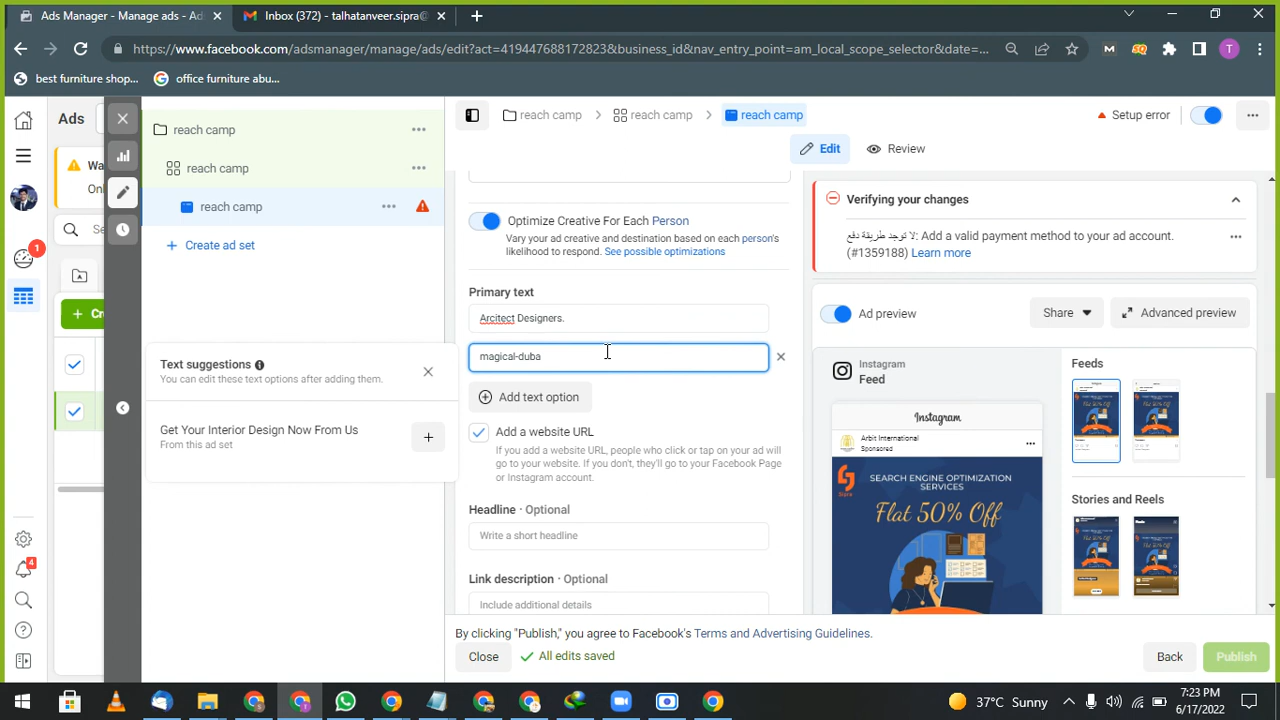 Ads Manager - Manage ads - Ads
Inbox (372) - talhatanveer.sipra@
https://www.facebook.com/adsmanager/manage/ads/edit?act=419447688172823&business_id&nav_entry_point=am_local_scope_selector&date=...
T
best furniture shop...
office furniture abu...
Ads
reach camp
reach camp
reach camp
Create ad set
reach camp
reach camp
reach camp
Setup error
Edit
Review
Optimize Creative For Each Person
Vary your ad creative and destination based on each person's
likelihood to respond. See possible optimizations
Primary text
Arcitect Designers.
magical-duba
Add text option
Add a website URL
If you add a website URL, people who click or tap on your ad will
go to your website. If you don't, they'll go to your Facebook Page
or Instagram account.
Headline · Optional
Write a short headline
Link description · Optional
Include additional details
Text suggestions
You can edit these text options after adding them.
Get Your Interior Design Now From Us
From this ad set
Verifying your changes
لا توجد طريقة دفع: Add a valid payment method to your ad account.
(#1359188) Learn more
Ad preview
Share
Advanced preview
Instagram
Feed
Feeds
Instagram
Arbit International
Sponsored
Sipra
SEARCH ENGINE OPTIMIZATION
SERVICES
Flat 50% Off
Stories and Reels
By clicking "Publish," you agree to Facebook's Terms and Advertising Guidelines.
Close
All edits saved
Back
Publish
1
4
37°C Sunny
7:23 PM
6/17/2022